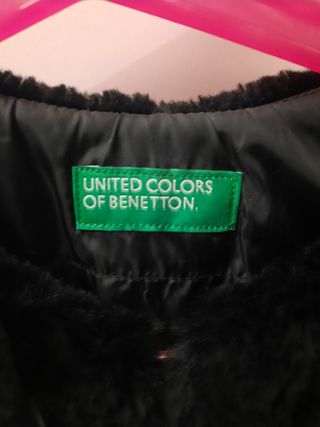 UNITED COLORS
OF BENETTON.